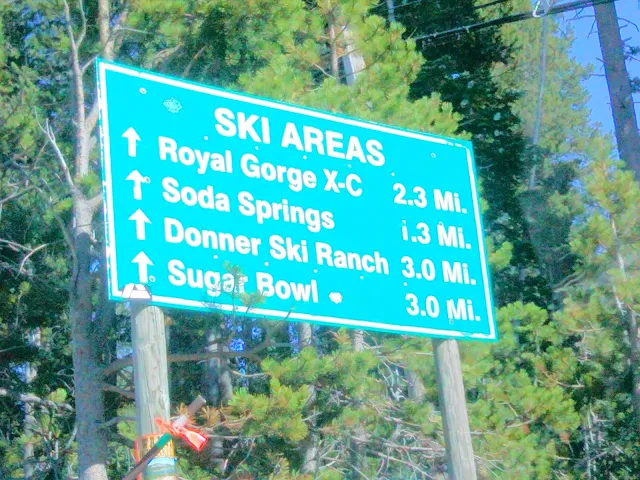 SKI AREAS
Royal Gorge X-C 2.3 Mi.
Soda Springs 1.3 Mi.
Donner Ski Ranch 3.0 Mi.
Sugar Bowl 3.0 Mi.